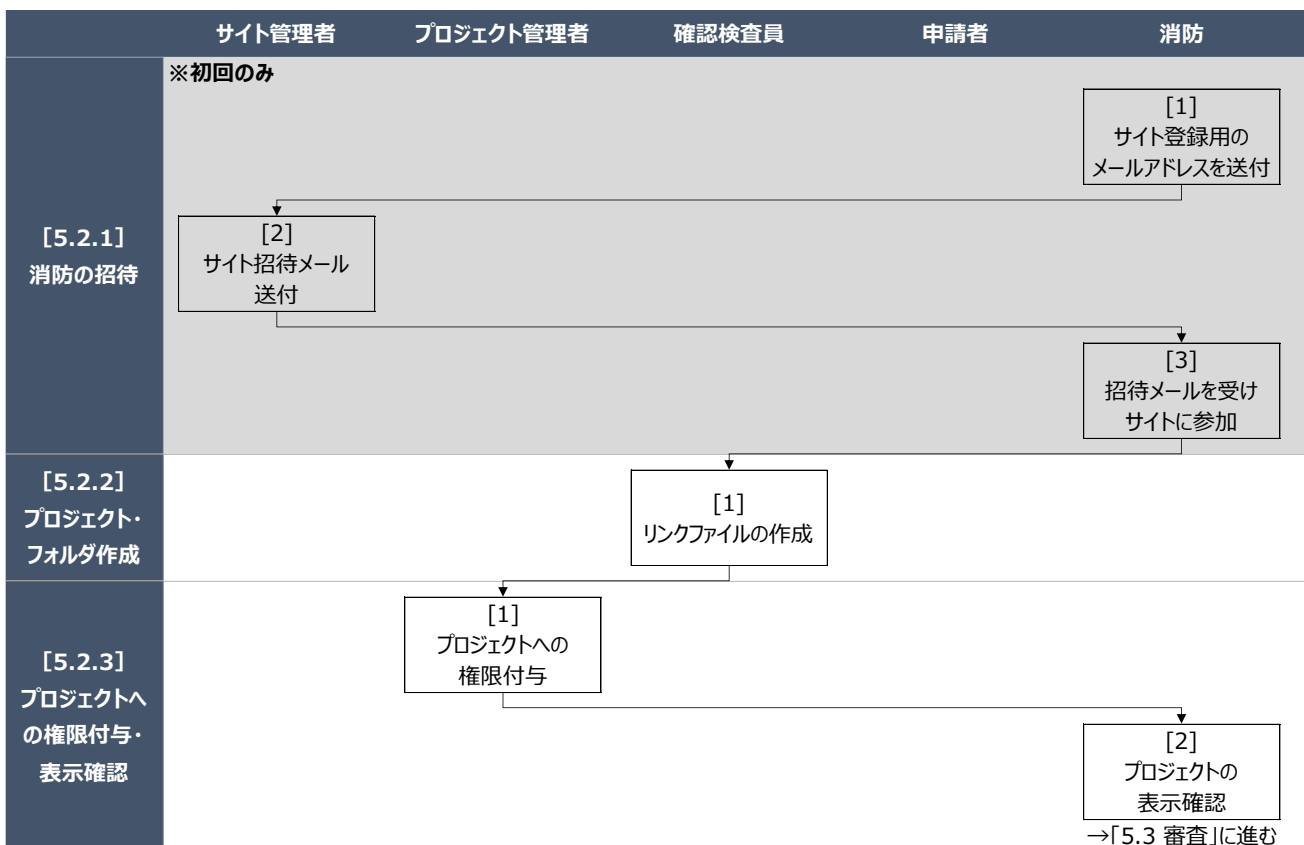 サイト管理者 プロジェクト管理者 確認検査員 申請者 消防
※初回のみ
[5.2.1]
消防の招待
[1]
サイト登録用の
メールアドレスを送付
[2]
サイト招待メール
送付
[3]
招待メールを受け
サイトに参加
[5.2.2]
プロジェクト・
フォルダ作成
[1]
リンクファイルの作成
[5.2.3]
プロジェクトへ
の権限付与・
表示確認
[1]
プロジェクトへの
権限付与
[2]
プロジェクトの
表示確認
→「5.3 審査」に進む